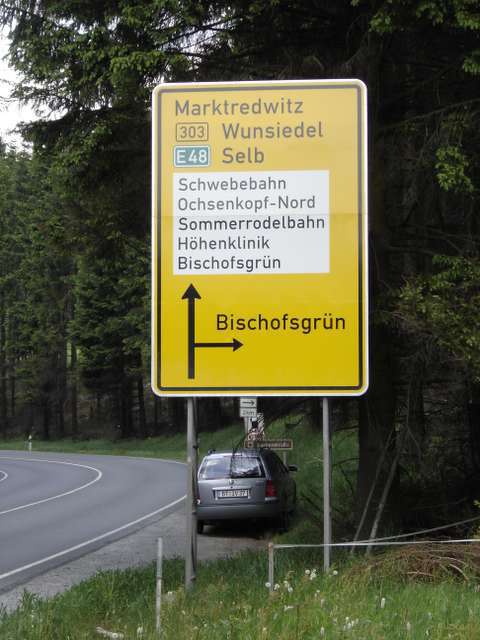 Marktredwitz
303 Wunsiedel
E48 Selb
Schwebebahn
Ochsenkopf-Nord
Sommerrodelbahn
Höhenklinik
Bischofsgrün
Bischofsgrün